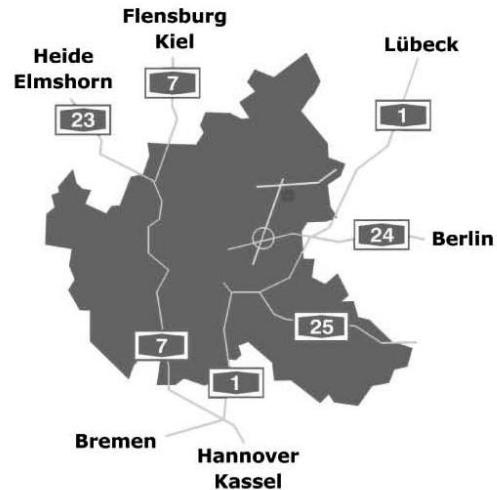 Flensburg
Kiel
Heide
Elmshorn
Lübeck
7
23
1
24
Berlin
25
7
1
Bremen
Hannover
Kassel